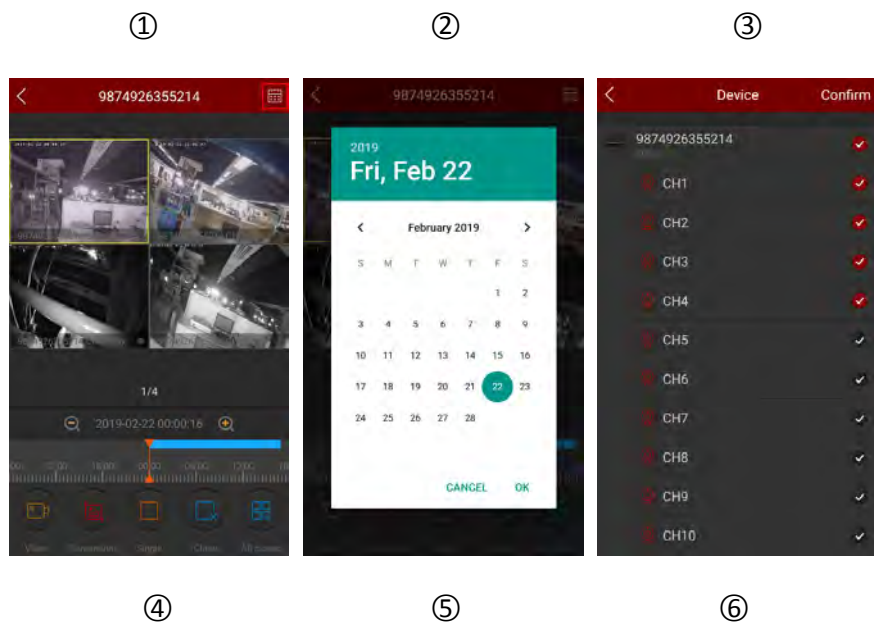 ① ② ③
9874926355214
1/4
2019-02-22 00:00:16
9874926355214
2019
Fri, Feb 22
February 2019
S M T W T F S
1 2
3 4 5 6 7 8 9
10 11 12 13 14 15 16
17 18 19 20 21 22 23
24 25 26 27 28
CANCEL OK
Device Confirm
9874926355214
CH1
CH2
CH3
CH4
CH5
CH6
CH7
CH8
CH9
CH10
④ ⑤ ⑥